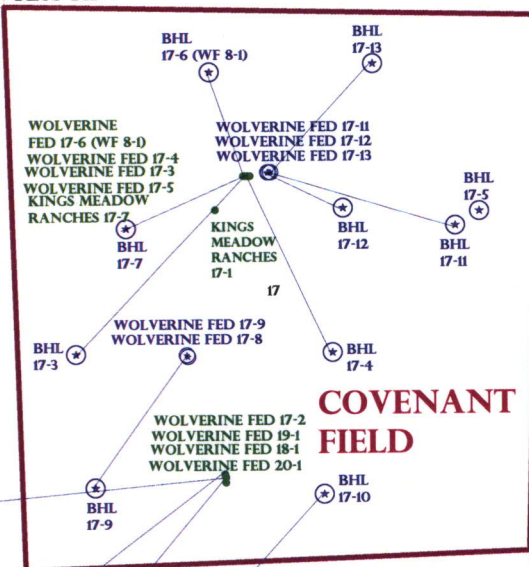 BHL
17-6 (WF 8-1)
BHL
17-13
WOLVERINE
FED 17-6 (WF 8-1)
WOLVERINE FED 17-4
WOLVERINE FED 17-3
WOLVERINE FED 17-5
KINGS MEADOW
RANCHES 17-7
WOLVERINE FED 17-11
WOLVERINE FED 17-12
WOLVERINE FED 17-13
BHL
17-5
BHL
17-7
KINGS
MEADOW
RANCHES
17-1
BHL
17-12
BHL
17-11
17
WOLVERINE FED 17-9
WOLVERINE FED 17-8
BHL
17-3
BHL
17-4
COVENANT
FIELD
WOLVERINE FED 17-2
WOLVERINE FED 19-1
WOLVERINE FED 18-1
WOLVERINE FED 20-1
BHL
17-9
BHL
17-10